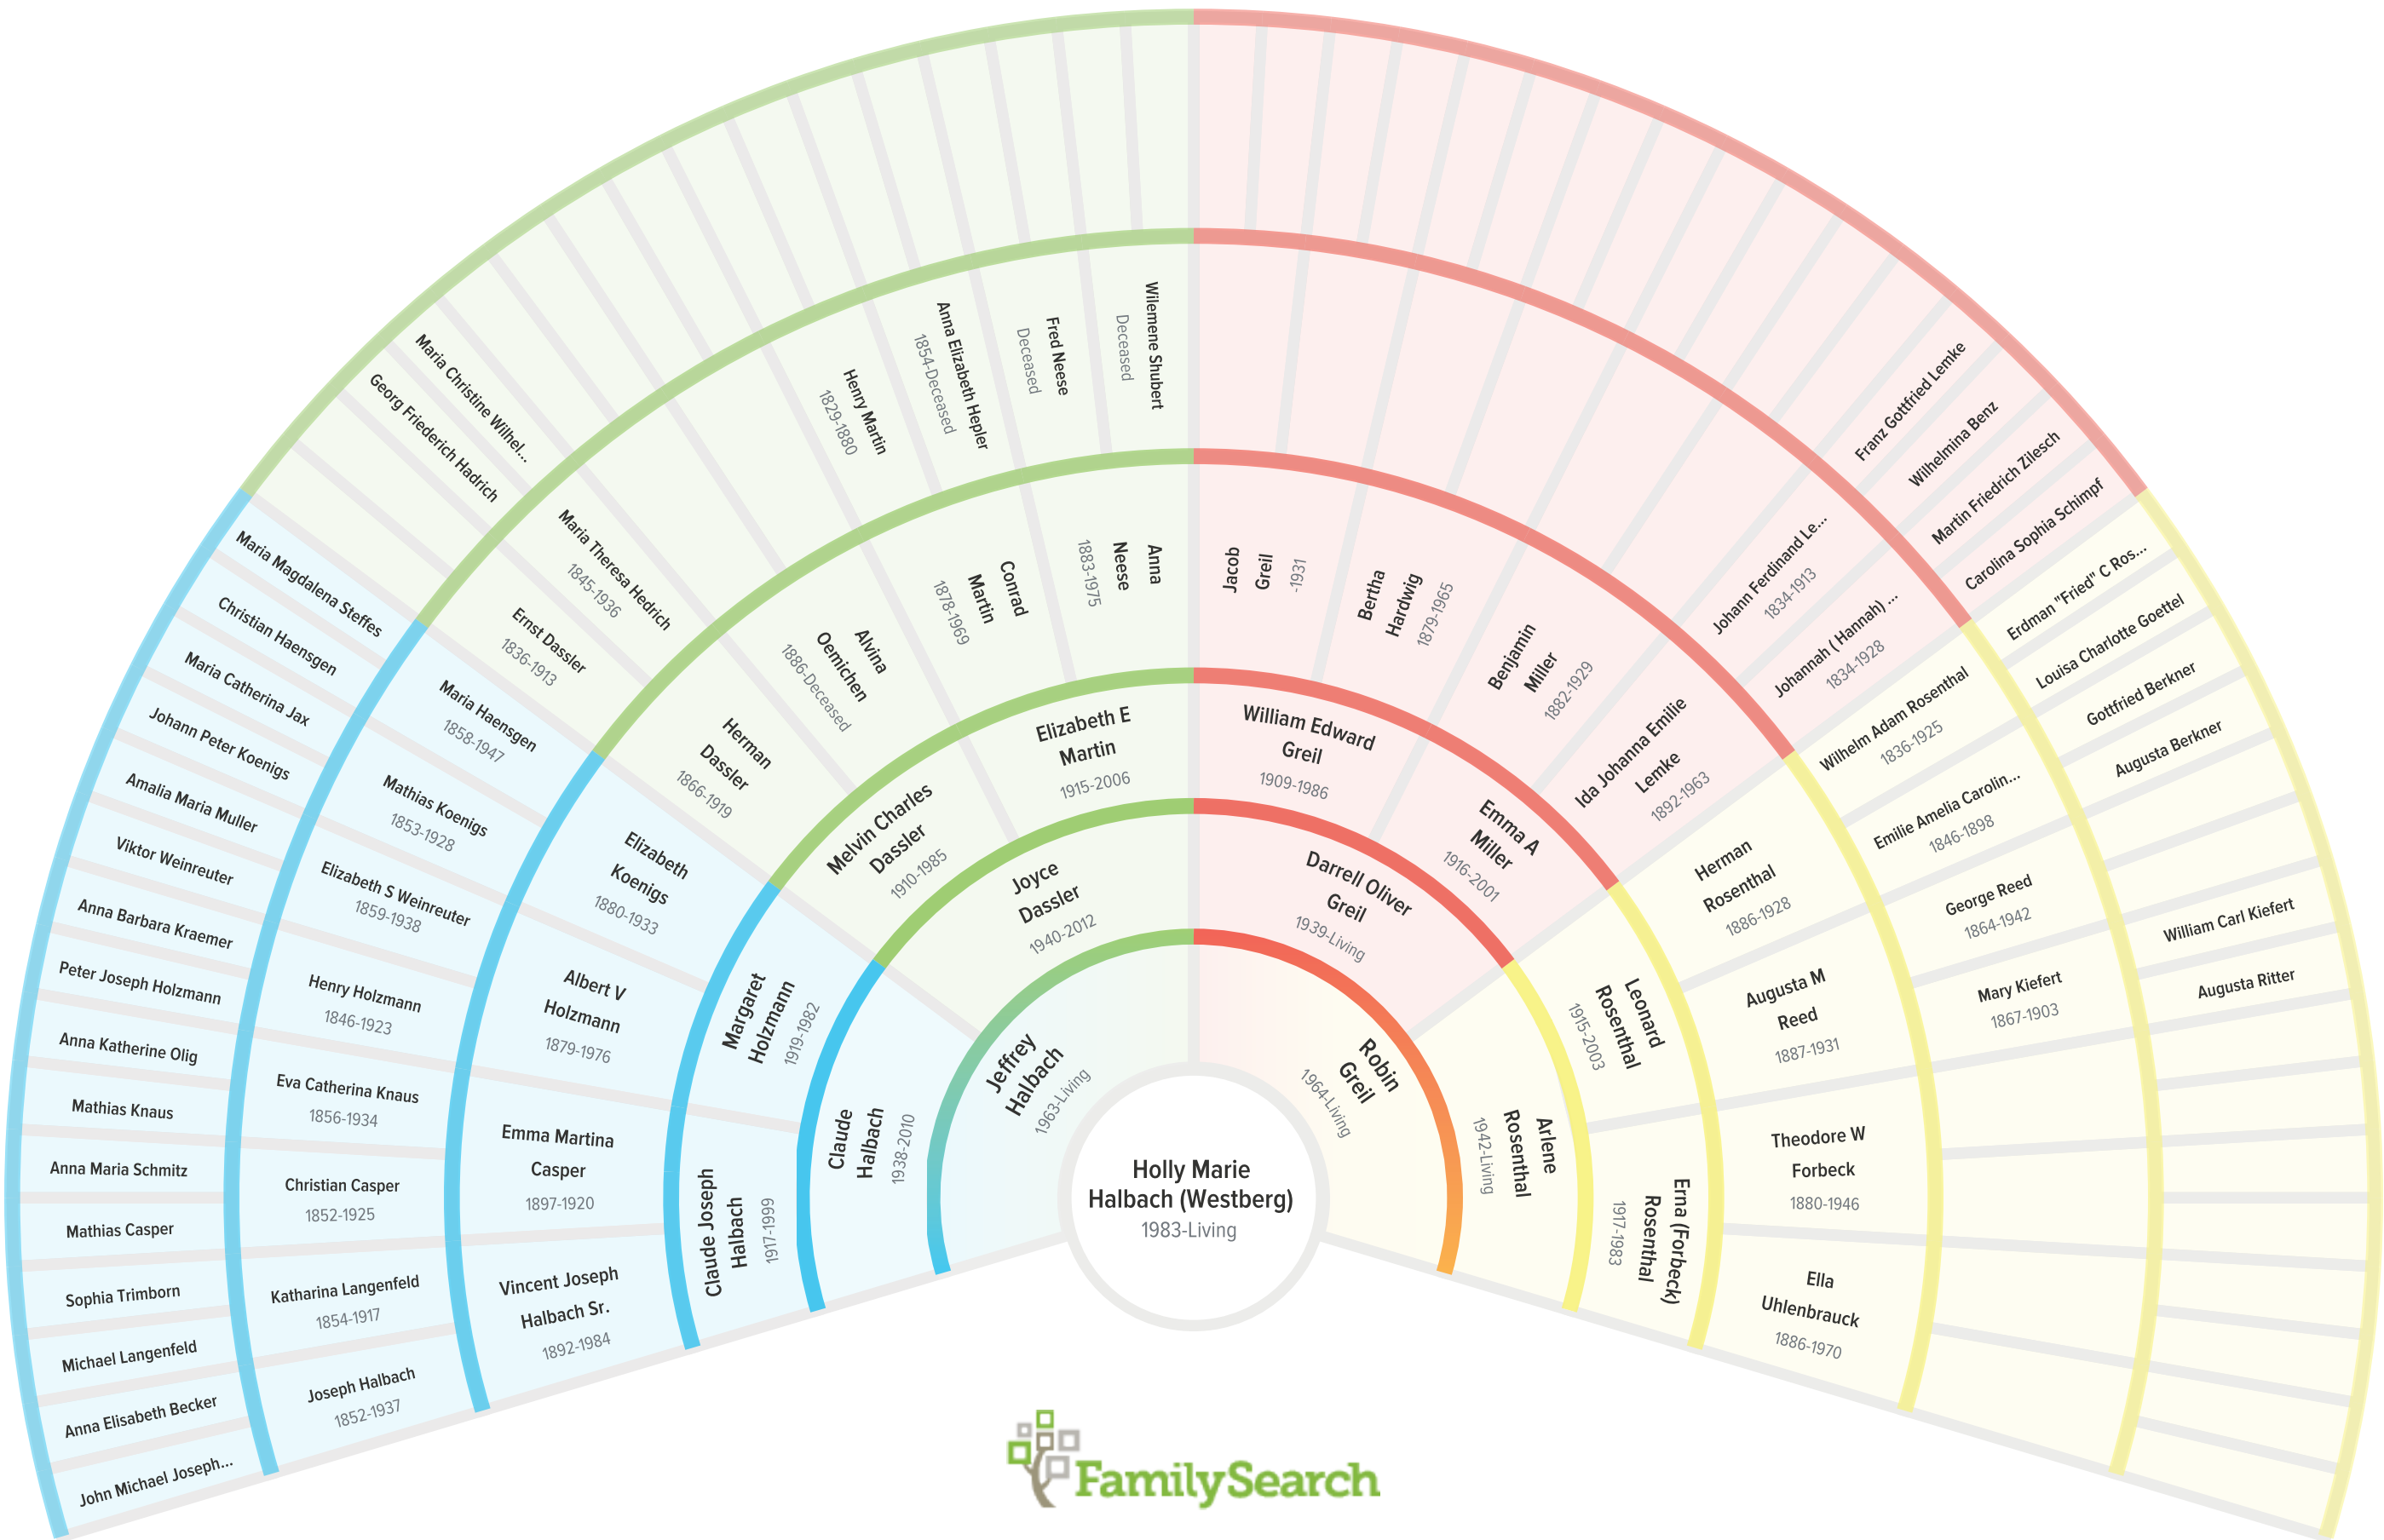 Holly Marie
Halbach (Westberg)
1983-Living
Jeffrey
Halbach
1963-Living
Robin
Greil
1964-Living
Claude
Halbach
1938-2010
Joyce
Dassler
1940-2012
Darrell Oliver
Greil
1939-Living
Arlene
Rosenthal
1942-Living
Claude Joseph
Halbach
1917-1999
Margaret
Holzmann
1919-1982
Melvin Charles
Dassler
1910-1985
Elizabeth E
Martin
1915-2006
William Edward
Greil
1909-1986
Emma A
Miller
1916-2001
Leonard
Rosenthal
1915-2003
Erna (Forbeck)
Rosenthal
1917-1983
Vincent Joseph
Halbach Sr.
1892-1984
Emma Martina
Casper
1897-1920
Albert V
Holzmann
1879-1976
Elizabeth
Koenigs
1880-1933
Herman
Dassler
1866-1919
Alvina
Oemichen
1886-Deceased
Conrad
Martin
1878-1969
Anna
Neese
1883-1975
Jacob
Greil
-1931
Bertha
Hardwig
1879-1965
Benjamin
Miller
1882-1929
Ida Johanna Emilie
Lemke
1892-1963
Herman
Rosenthal
1886-1928
Augusta M
Reed
1887-1931
Theodore W
Forbeck
1880-1946
Ella
Uhlenbrauck
1886-1970
Joseph Halbach
1852-1937
Katharina Langenfeld
1854-1917
Christian Casper
1852-1925
Eva Catherina Knaus
1856-1934
Henry Holzmann
1846-1923
Elizabeth S Weinreuter
1859-1938
Mathias Koenigs
1853-1928
Maria Haensgen
1858-1947
Ernst Dassler
1836-1913
Maria Theresa Hedrich
1845-1936
Henry Martin
1829-1880
Anna Elizabeth Hepler
1854-Deceased
Fred Neese
Deceased
Wilemene Shubert
Deceased
Johann Ferdinand Le...
1834-1913
Johannah ( Hannah) ...
1834-1928
Wilhelm Adam Rosenthal
1836-1925
Emilie Amelia Carolin...
1846-1898
George Reed
1864-1942
Mary Kiefert
1867-1903
John Michael Joseph...
Anna Elisabeth Becker
Michael Langenfeld
Sophia Trimborn
Mathias Casper
Anna Maria Schmitz
Mathias Knaus
Anna Katherine Olig
Peter Joseph Holzmann
Anna Barbara Kraemer
Viktor Weinreuter
Amalia Maria Muller
Johann Peter Koenigs
Maria Catherina Jax
Christian Haensgen
Maria Magdalena Steffes
Georg Friederich Hadrich
Maria Christine Wilhel...
Franz Gottfried Lemke
Wilhelmina Benz
Martin Friedrich Zilesch
Carolina Sophia Schimpf
Erdman "Fried" C Ros...
Louisa Charlotte Goettel
Gottfried Berkner
Augusta Berkner
William Carl Kiefert
Augusta Ritter
FamilySearch